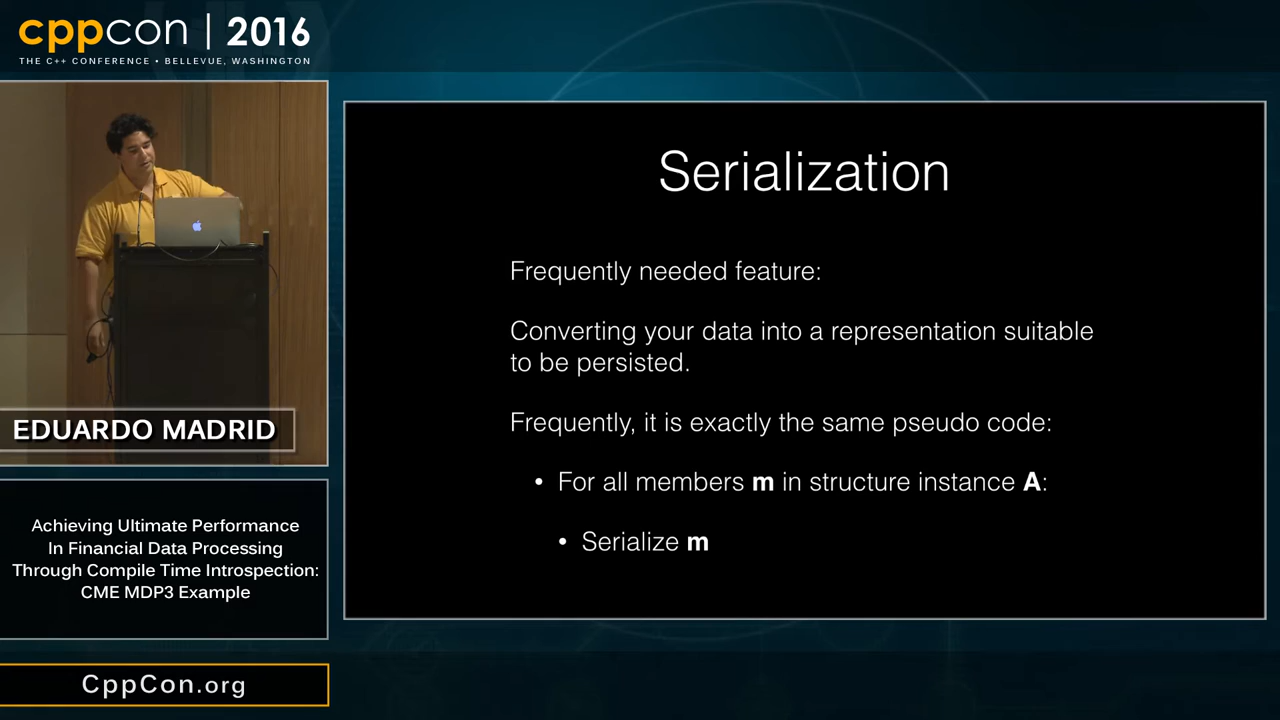 cppcon | 2016
THE C++ CONFERENCE • BELLEVUE, WASHINGTON
EDUARDO MADRID
Achieving Ultimate Performance
In Financial Data Processing
Through Compile Time Introspection:
CME MDP3 Example
CppCon.org
Serialization
Frequently needed feature:
Converting your data into a representation suitable
to be persisted.
Frequently, it is exactly the same pseudo code:
• For all members m in structure instance A:
• Serialize m